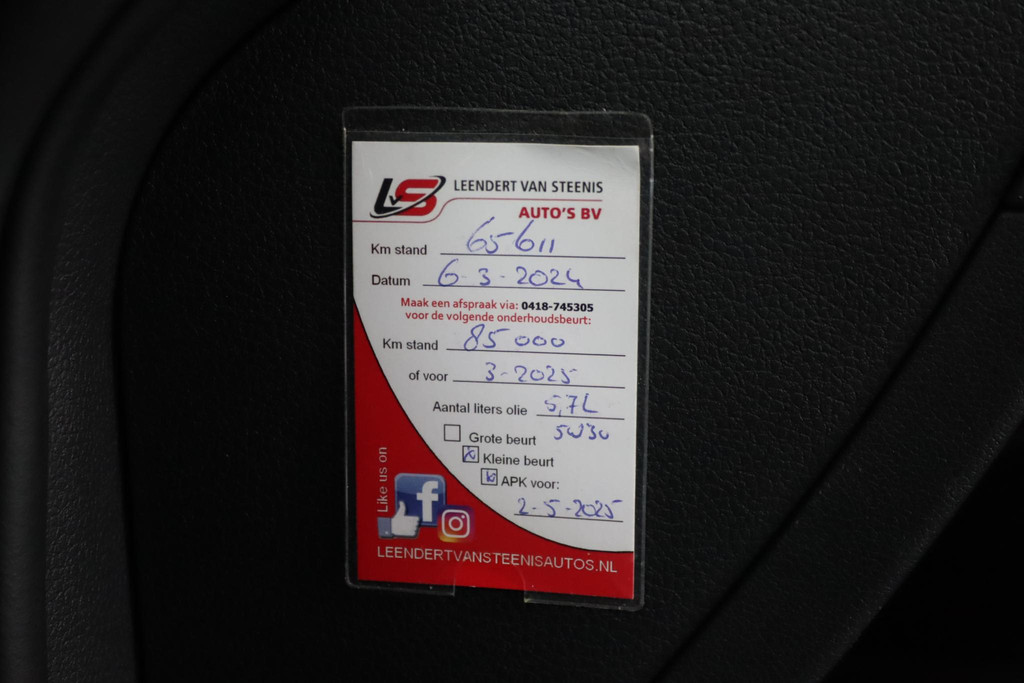 LvS LEENDERT VAN STEENIS
AUTO'S BV
Km stand 65611
Datum 6-3-2024
Maak een afspraak via: 0418-745305
voor de volgende onderhoudsbeurt:
Km stand 85000
of voor 3-2025
Aantal liters olie 5,7L
Grote beurt 5W30
Kleine beurt
APK voor:
2-5-2025
Like us on
f
LEENDERTVANSTEENISAUTOS.NL